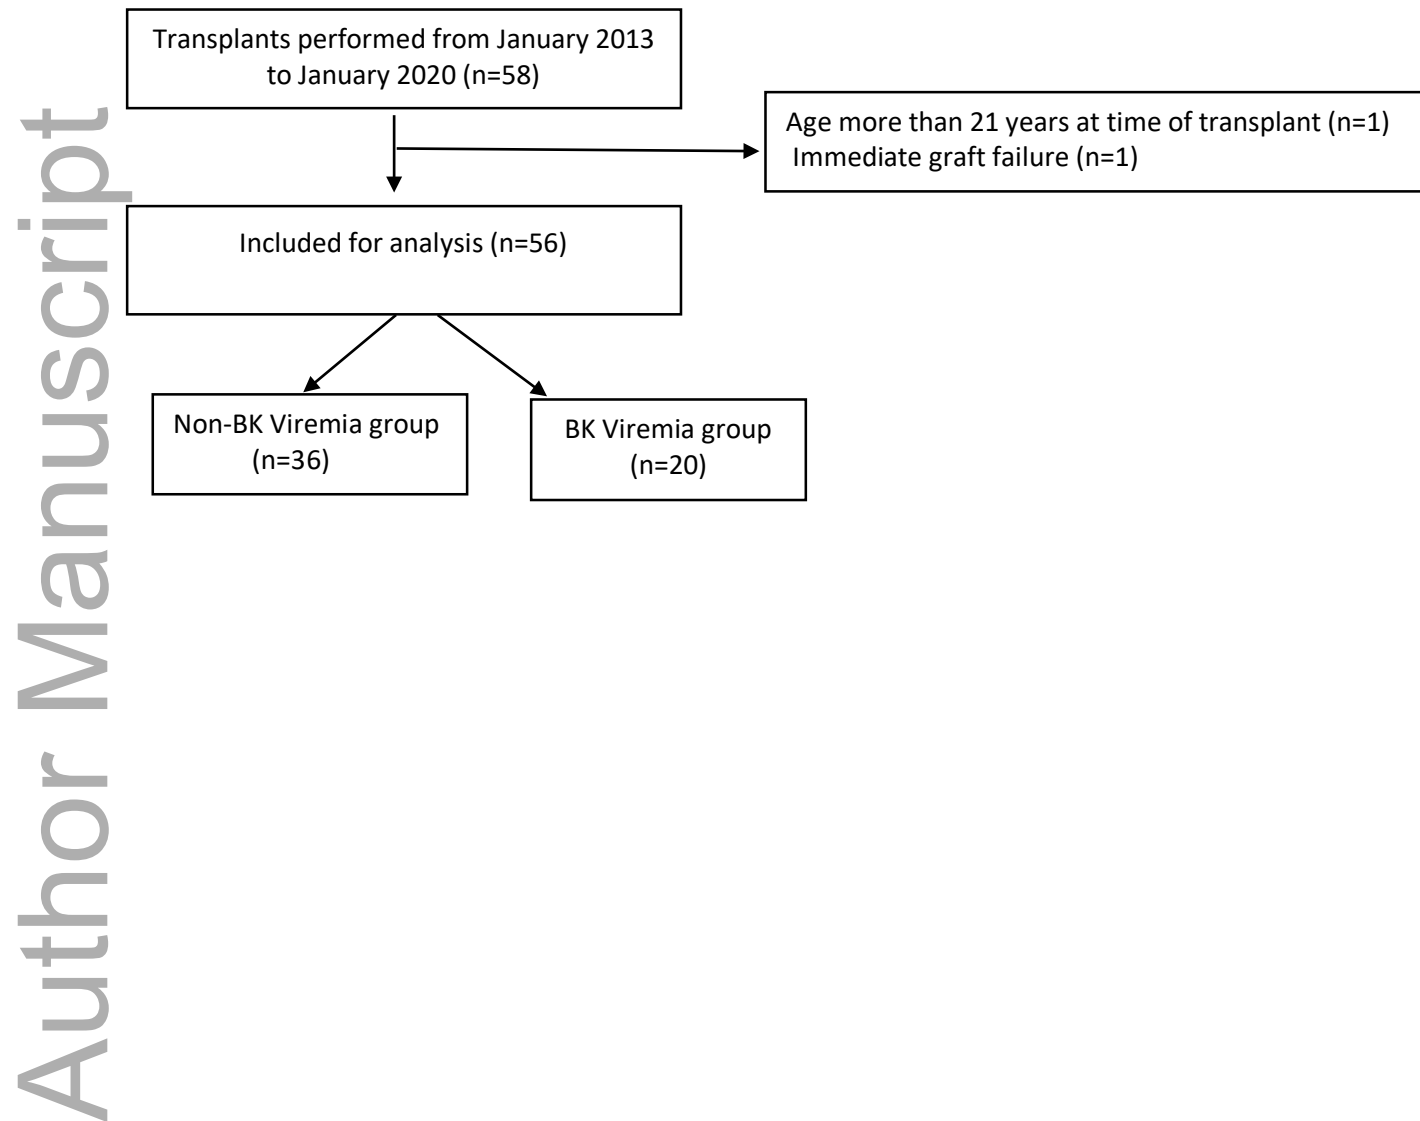 Transplants performed from January 2013
to January 2020 (n=58)
Age more than 21 years at time of transplant (n=1)
Immediate graft failure (n=1)
Included for analysis (n=56)
Non-BK Viremia group
(n=36)
BK Viremia group
(n=20)
Author Manuscript